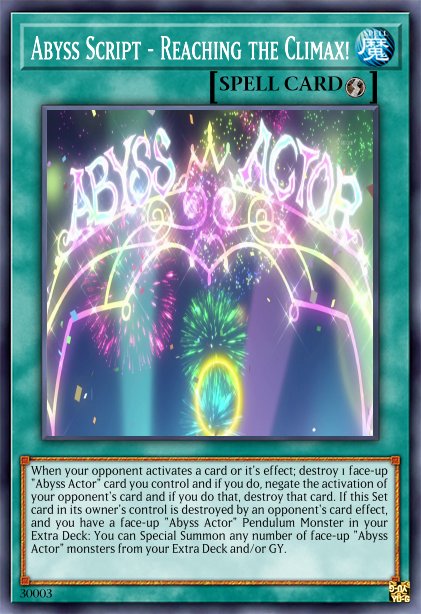 ABYSS SCRIPT - REACHING THE CLIMAX!
SPELL
魔
[SPELL CARD]
ABYSS ACTOR
When your opponent activates a card or it's effect; destroy 1 face-up
"Abyss Actor" card you control and if you do, negate the activation of
your opponent's card and if you do that, destroy that card. If this Set
card in its owner's control is destroyed by an opponent's card effect,
and you have a face-up "Abyss Actor" Pendulum Monster in your
Extra Deck: You can Special Summon any number of face-up "Abyss
Actor" monsters from your Extra Deck and/or GY.
30003